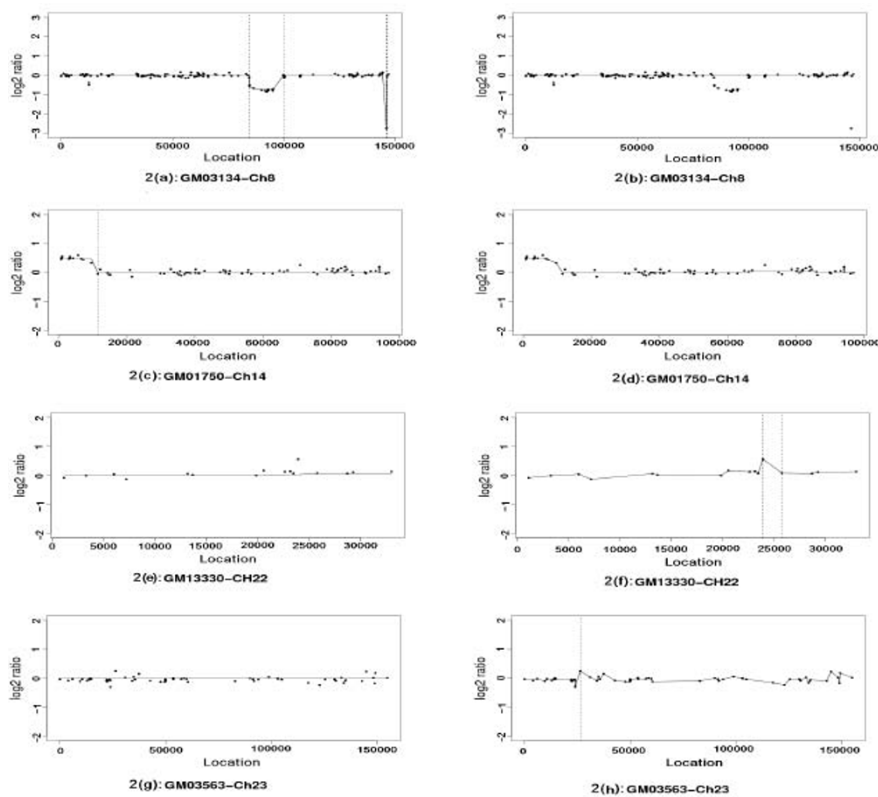 3
2
1
0
-1
-2
-3
log2 ratio
0 50000 100000 150000
Location
2(a): GM03134-Ch8
3
2
1
0
-1
-2
-3
log2 ratio
0 50000 100000 150000
Location
2(b): GM03134-Ch8
2
1
0
-1
-2
log2 ratio
0 20000 40000 60000 80000 100000
Location
2(c): GM01750-Ch14
2
1
0
-1
-2
log2 ratio
0 20000 40000 60000 80000 100000
Location
2(d): GM01750-Ch14
2
1
0
-1
-2
log2 ratio
0 5000 10000 15000 20000 25000 30000
Location
2(e): GM13330-CH22
2
1
0
-1
-2
log2 ratio
0 5000 10000 15000 20000 25000 30000
Location
2(f): GM13330-CH22
2
1
0
-1
-2
log2 ratio
0 50000 100000 150000
Location
2(g): GM03563-Ch23
2
1
0
-1
-2
log2 ratio
0 50000 100000 150000
Location
2(h): GM03563-Ch23